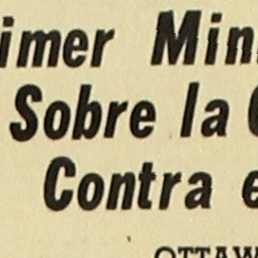 imer Min
Sobre la
Contra e
OTTAW